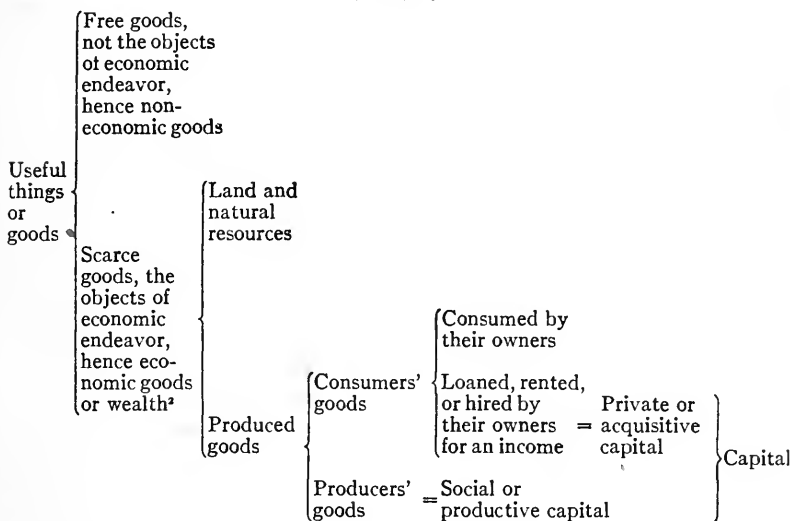 Free goods,
not the objects
of economic
endeavor,
hence non-
economic goods
Useful
things
or
goods
Scarce
goods, the
objects of
economic
endeavor,
hence eco-
nomic goods
or wealth²
Land and
natural
resources
Produced
goods
Consumers'
goods
Consumed by
their owners
Loaned, rented,
or hired by
their owners
for an income
= Private or
acquisitive
capital
Producers'
goods
= Social or
productive capital
Capital